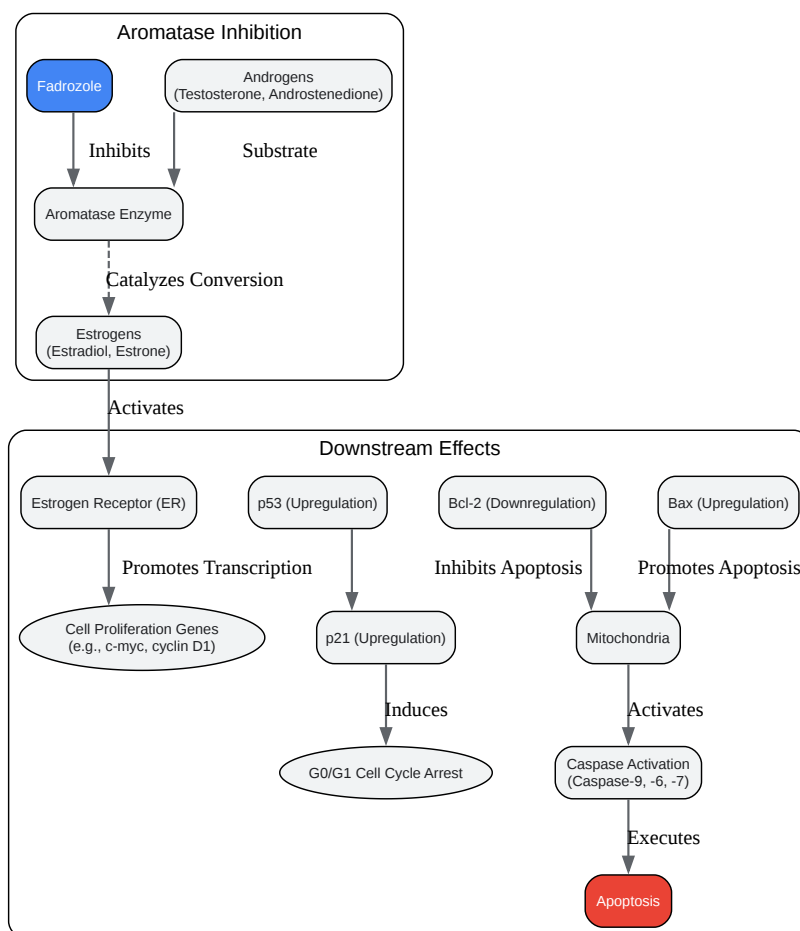 Aromatase Inhibition
Fadrozole
Androgens
(Testosterone, Androstenedione)
Inhibits
Substrate
Aromatase Enzyme
Catalyzes Conversion
Estrogens
(Estradiol, Estrone)
Activates
Downstream Effects
Estrogen Receptor (ER)
p53 (Upregulation)
Bcl-2 (Downregulation)
Bax (Upregulation)
Promotes Transcription
Inhibits Apoptosis
Promotes Apoptosis
Cell Proliferation Genes
(e.g., c-myc, cyclin D1)
p21 (Upregulation)
Mitochondria
Induces
Activates
G0/G1 Cell Cycle Arrest
Caspase Activation
(Caspase-9, -6, -7)
Executes
Apoptosis